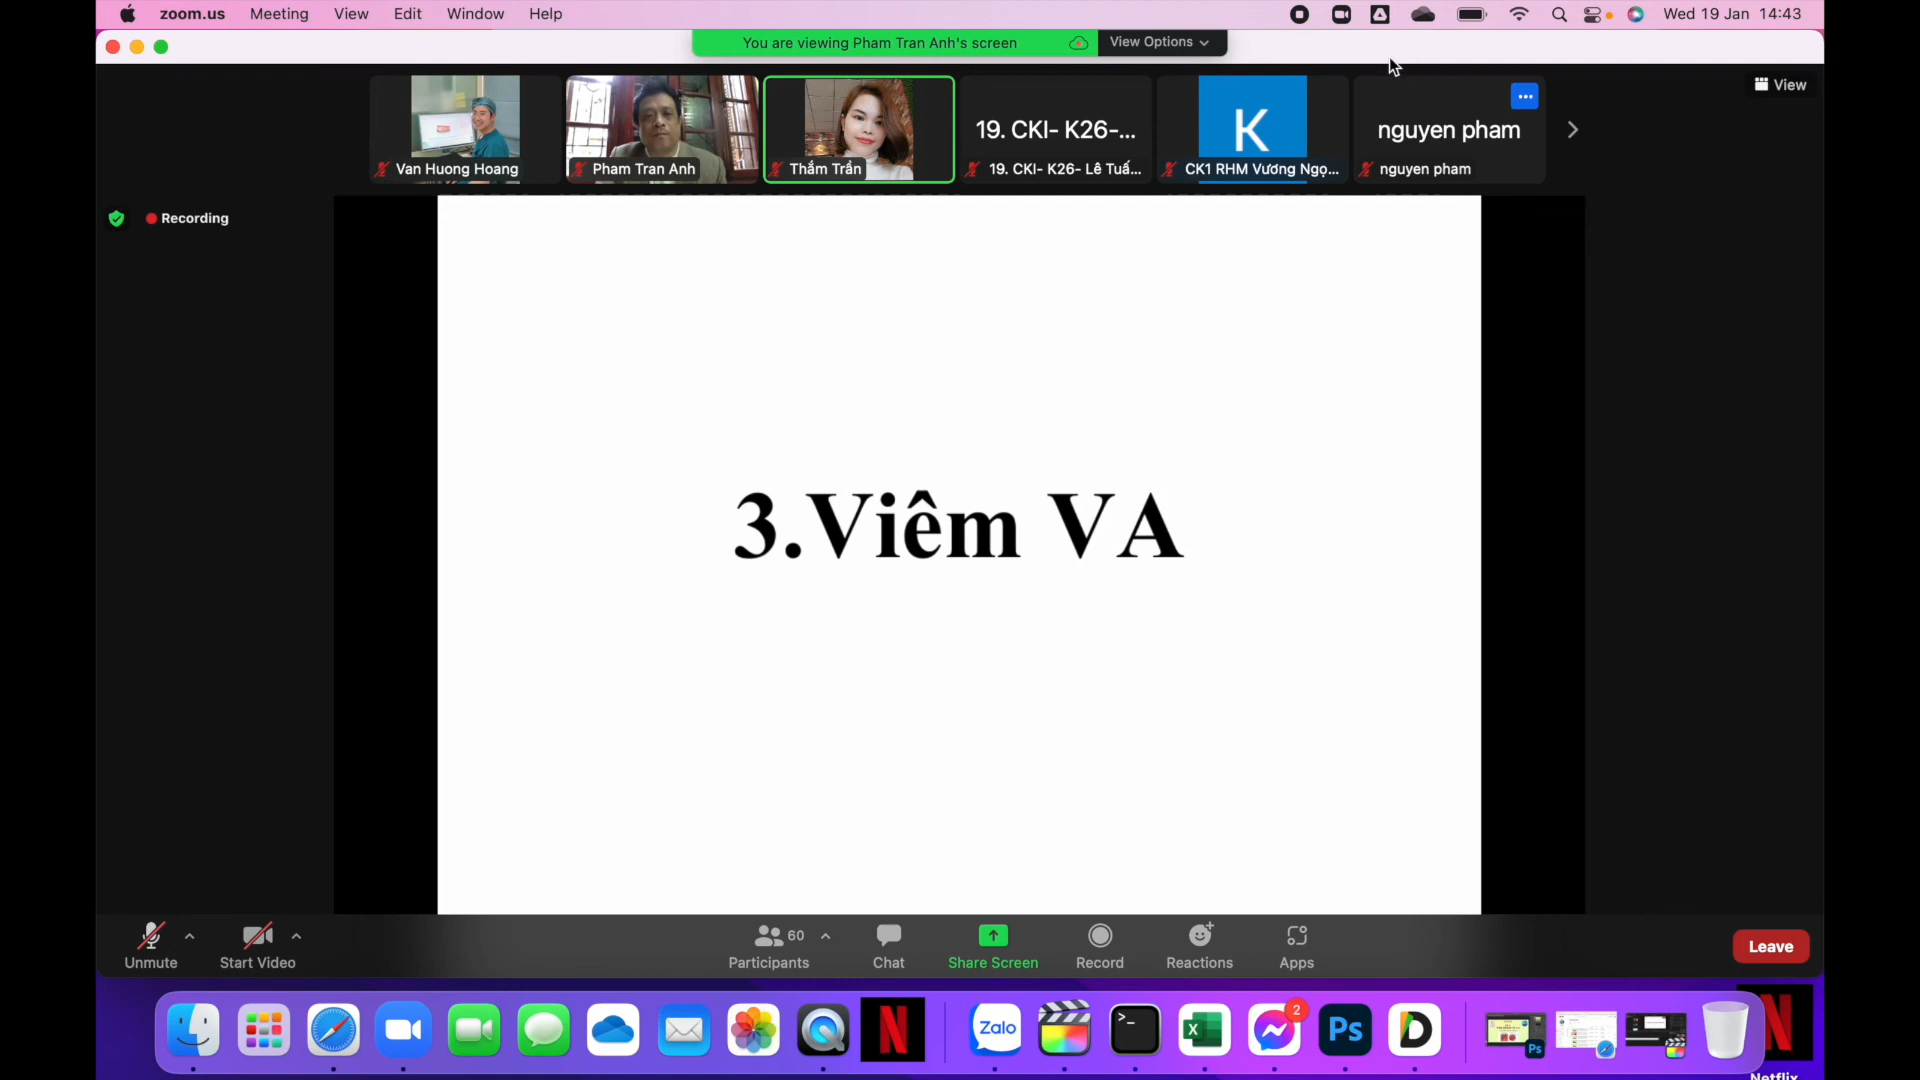 zoom.us Meeting View Edit Window Help
Wed 19 Jan 14:43
You are viewing Pham Tran Anh's screen
View Options
View
19. CKI- K26-...
K
nguyen pham
Van Huong Hoang
Pham Tran Anh
Thắm Trần
19. CKI- K26- Lê Tuấ...
CK1 RHM Vương Ngọ...
nguyen pham
Recording
3.Viêm VA
60
Unmute
Start Video
Participants
Chat
Share Screen
Record
Reactions
Apps
Leave
Zalo
2
Ps
Netflix